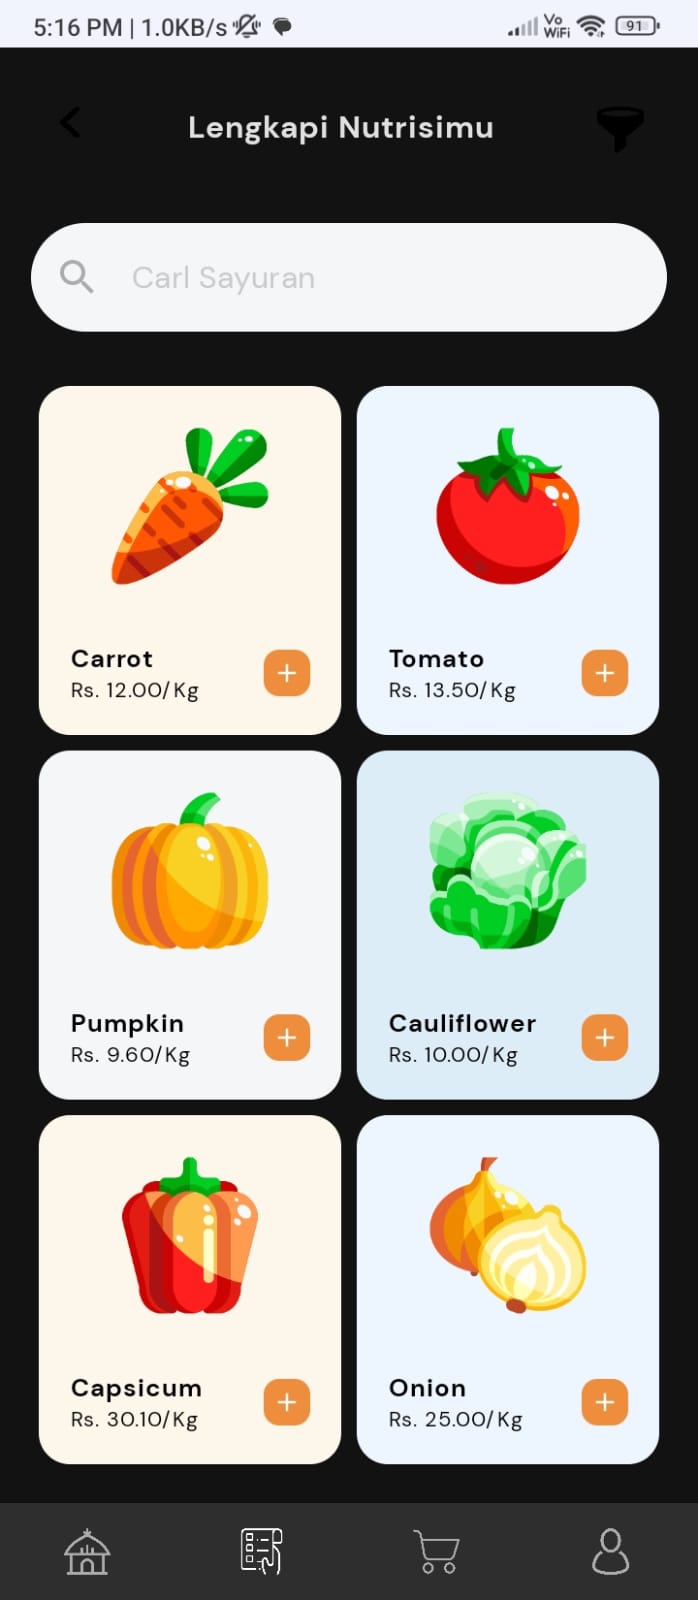 5:16 PM | 1.0KB/s
Vo
WiFi
91
Lengkapi Nutrisimu
Carl Sayuran
Carrot
Rs. 12.00/Kg
Tomato
Rs. 13.50/Kg
Pumpkin
Rs. 9.60/Kg
Cauliflower
Rs. 10.00/Kg
Capsicum
Rs. 30.10/Kg
Onion
Rs. 25.00/Kg